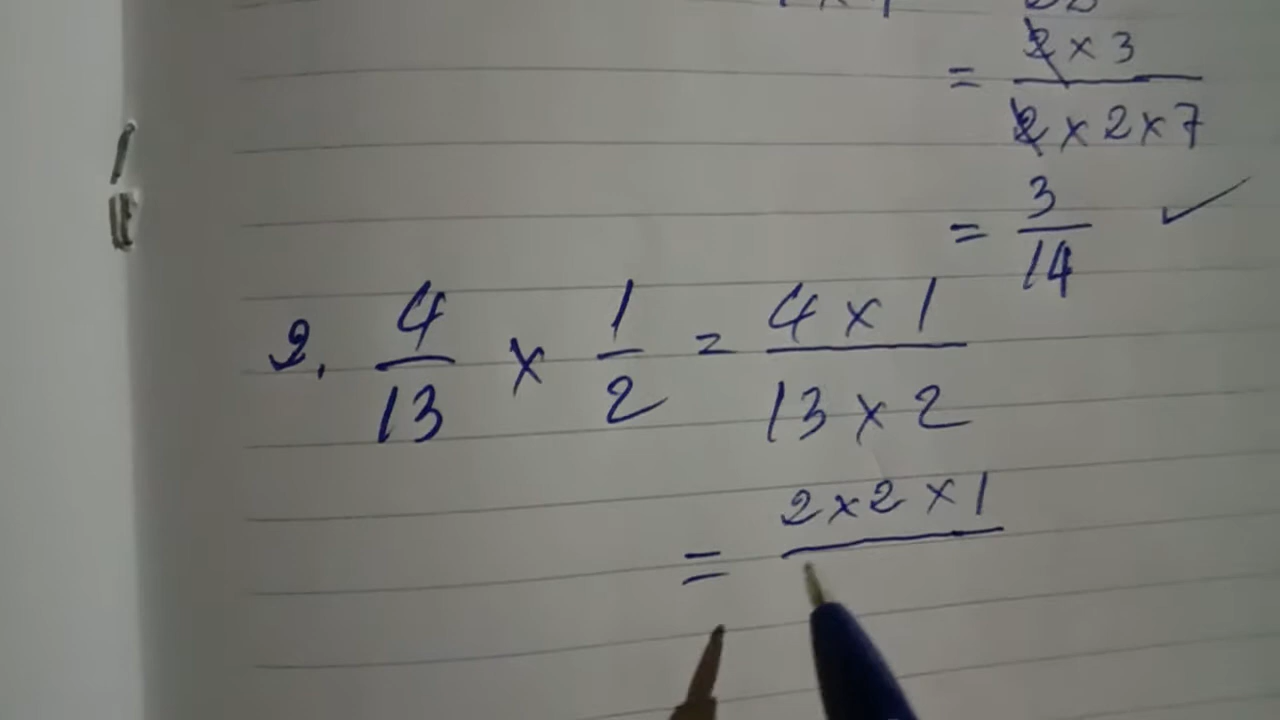 = 2 × 3 / 2 × 2 × 7
= 3 / 14 ✓
2. 4/13 × 1/2 = 4 × 1 / 13 × 2
= 2 × 2 × 1